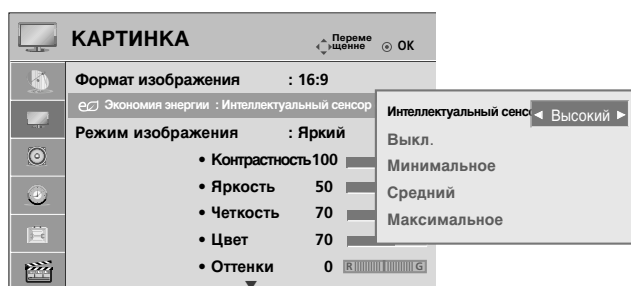 КАРТИНКА
Переме
щение
OK
Формат изображения : 16:9
Экономия энергии : Интеллектуальный сенсор
Режим изображения : Яркий
• Контрастность 100
• Яркость 50
• Четкость 70
• Цвет 70
• Оттенки 0 R G
Интеллектуальный сенс ◄ Высокий ►
Выкл.
Минимальное
Средний
Максимальное